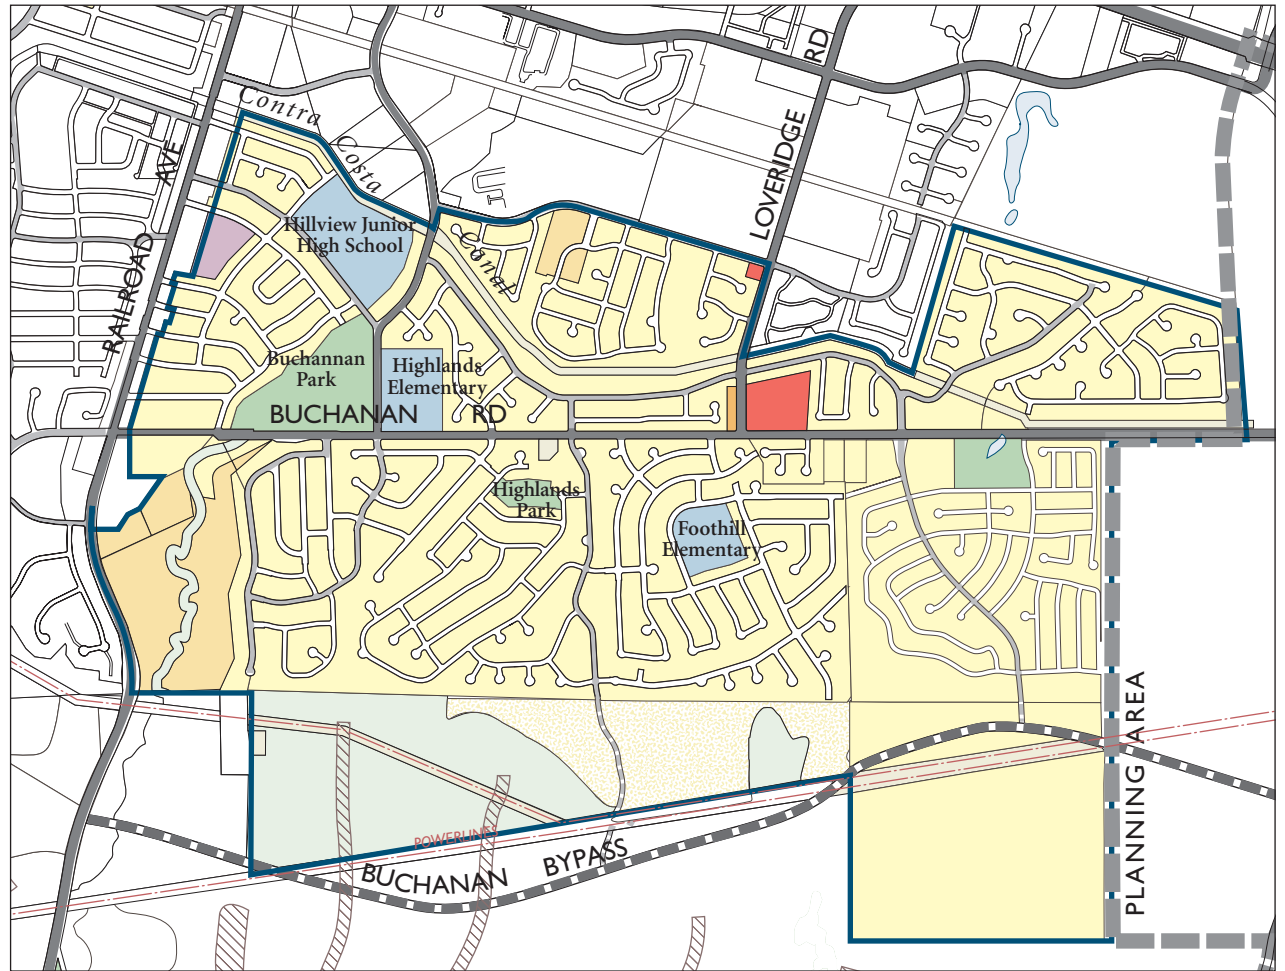 RD
Contra
Costa
Canal
LOVERIDGE
RAILROAD
AVE
Hillview Junior
High School
Buchannan
Park
Highlands
Elementary
BUCHANAN RD
Highlands
Park
Foothill
Elementary
PLANNING AREA
POWERLINES
BUCHANAN BYPASS